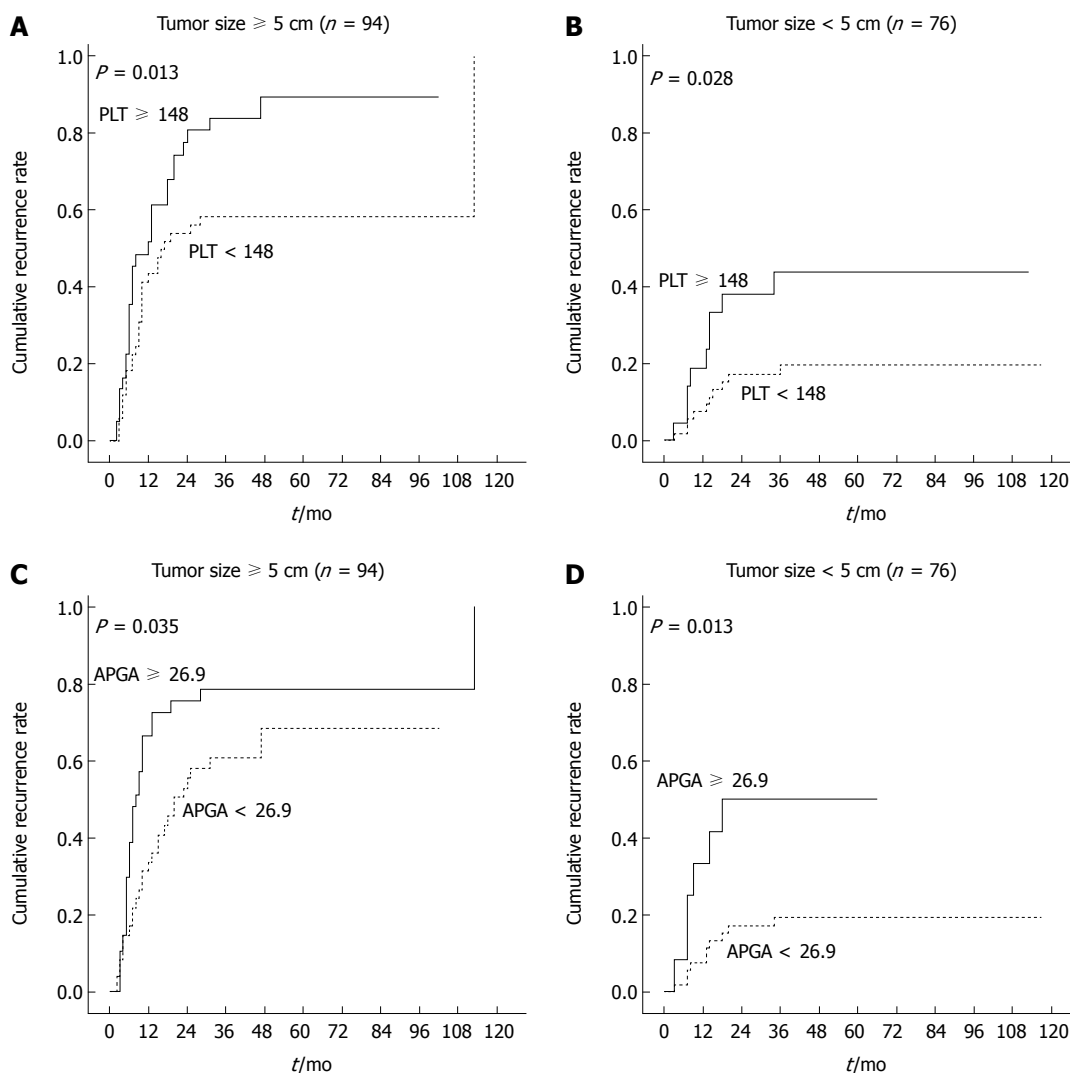 A
Tumor size ⩾ 5 cm (n = 94)
P = 0.013
PLT ⩾ 148
PLT < 148
Cumulative recurrence rate
1.0
0.8
0.6
0.4
0.2
0.0
0 12 24 36 48 60 72 84 96 108 120
t/mo
B
Tumor size < 5 cm (n = 76)
P = 0.028
PLT ⩾ 148
PLT < 148
Cumulative recurrence rate
1.0
0.8
0.6
0.4
0.2
0.0
0 12 24 36 48 60 72 84 96 108 120
t/mo
C
Tumor size ⩾ 5 cm (n = 94)
P = 0.035
APGA ⩾ 26.9
APGA < 26.9
Cumulative recurrence rate
1.0
0.8
0.6
0.4
0.2
0.0
0 12 24 36 48 60 72 84 96 108 120
t/mo
D
Tumor size < 5 cm (n = 76)
P = 0.013
APGA ⩾ 26.9
APGA < 26.9
Cumulative recurrence rate
1.0
0.8
0.6
0.4
0.2
0.0
0 12 24 36 48 60 72 84 96 108 120
t/mo